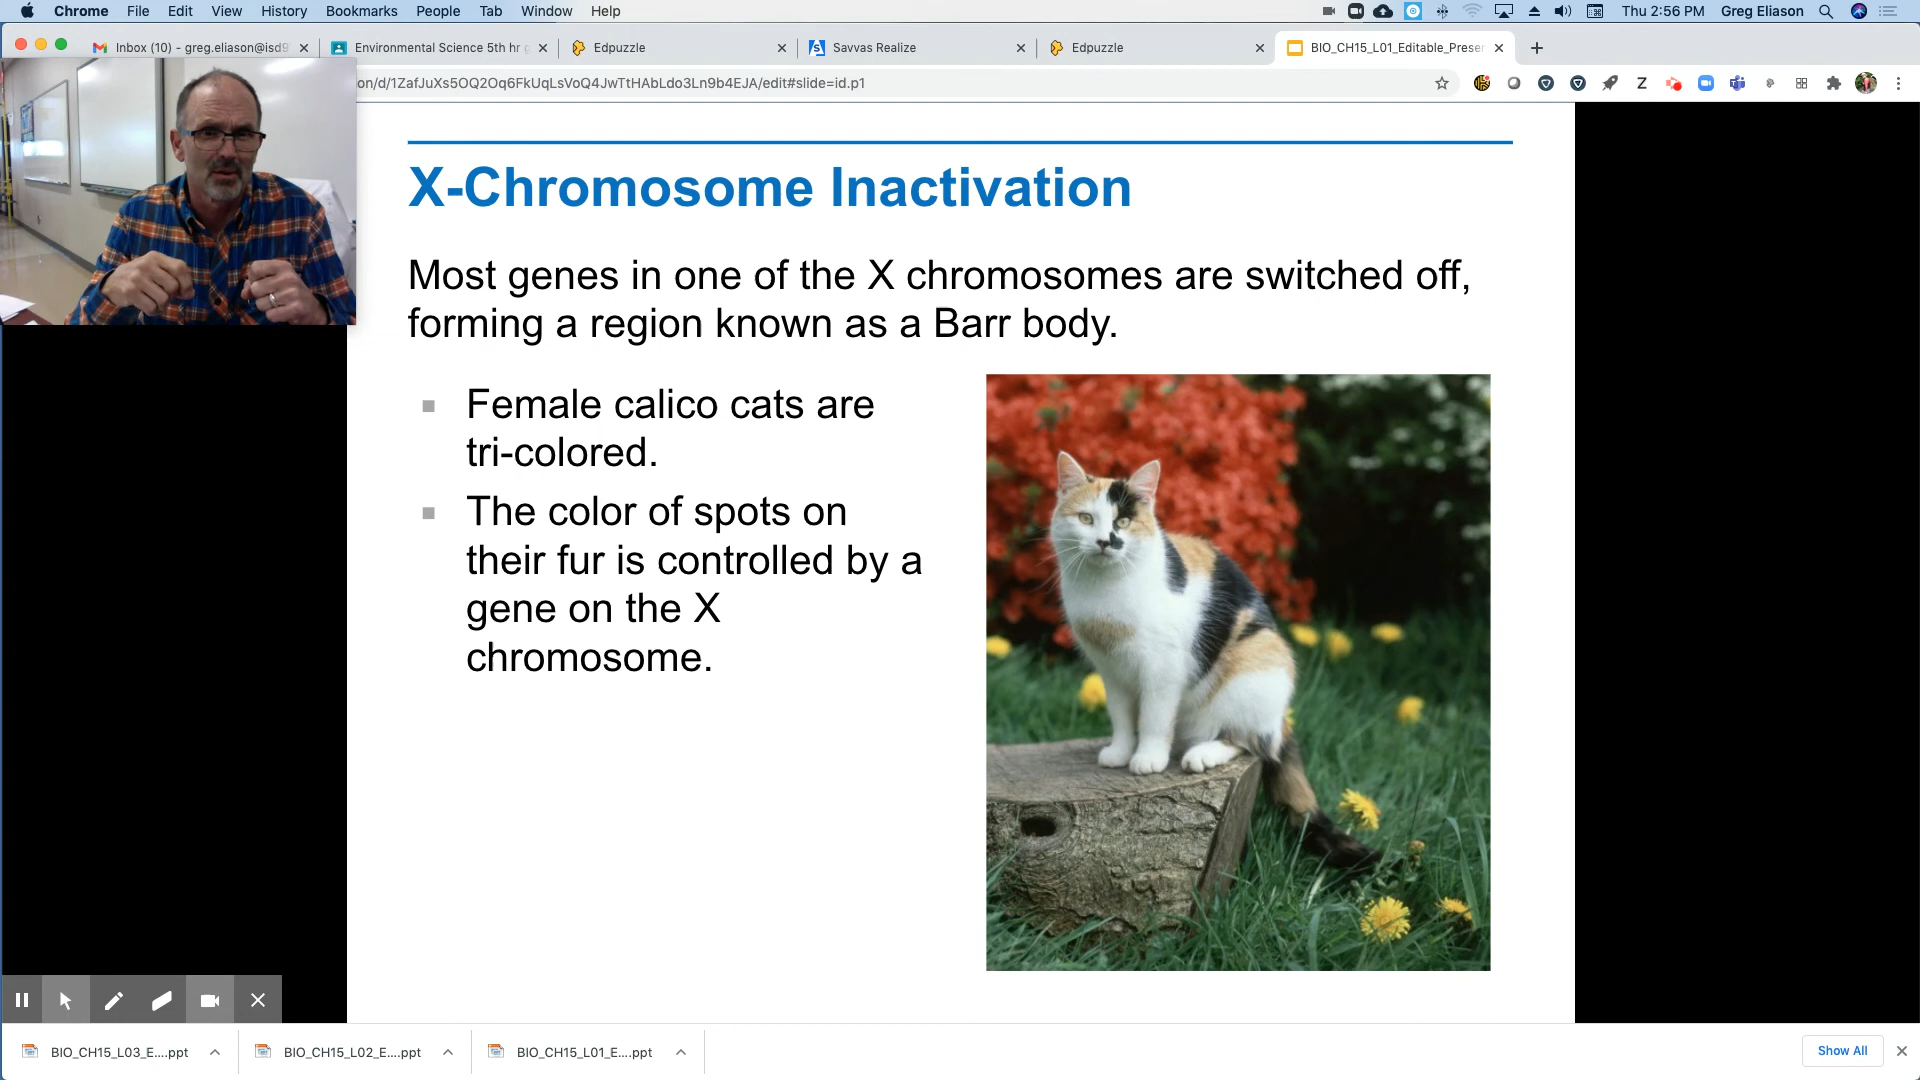 Chrome File Edit View History Bookmarks People Tab Window Help Thu 2:56 PM Greg Eliason
Inbox (10) - greg.eliason@isd9 Environmental Science 5th hr Edpuzzle Savvas Realize Edpuzzle BIO_CH15_L01_Editable_Preser
on/d/1ZafJuXs5OQ2Oq6FkUqLsVoQ4JwTtHAbLdo3Ln9b4EJA/edit#slide=id.p1
X-Chromosome Inactivation
Most genes in one of the X chromosomes are switched off,
forming a region known as a Barr body.
Female calico cats are
tri-colored.
The color of spots on
their fur is controlled by a
gene on the X
chromosome.
BIO_CH15_L03_E....ppt BIO_CH15_L02_E....ppt BIO_CH15_L01_E....ppt Show All